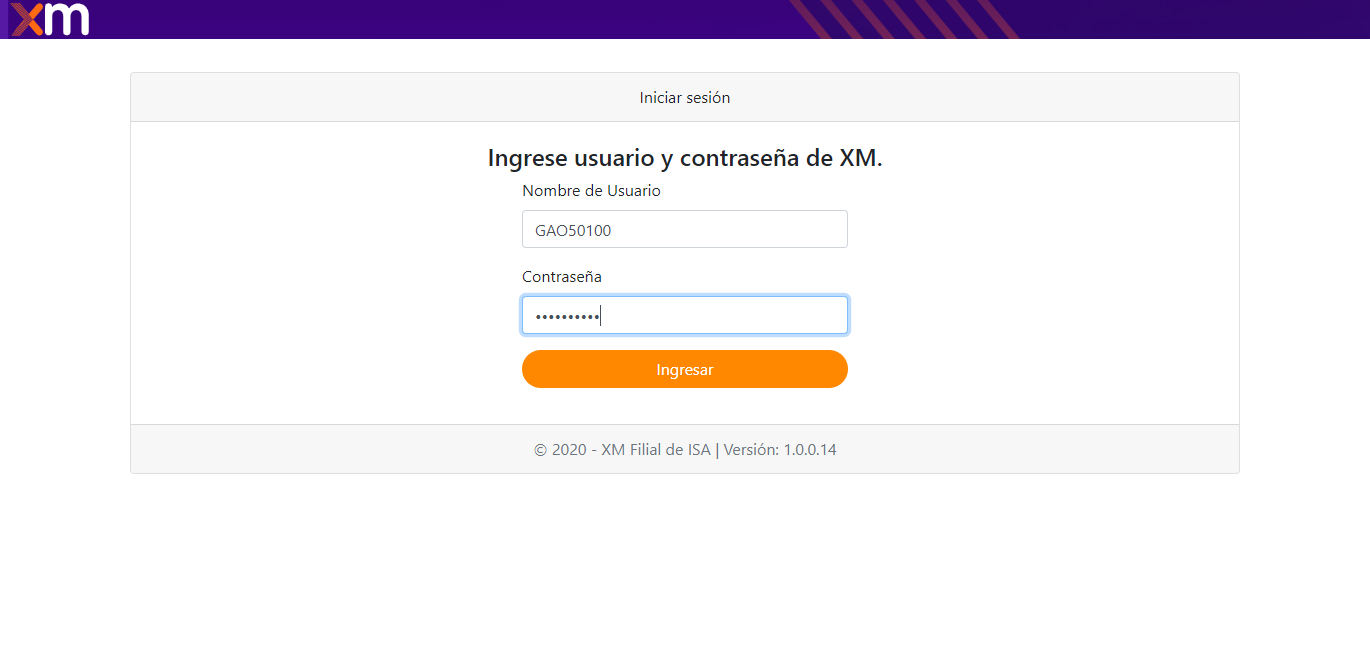 xm
Iniciar sesión
Ingrese usuario y contraseña de XM.
Nombre de Usuario
GAO50100
Contraseña
••••••••••
Ingresar
© 2020 - XM Filial de ISA | Versión: 1.0.0.14